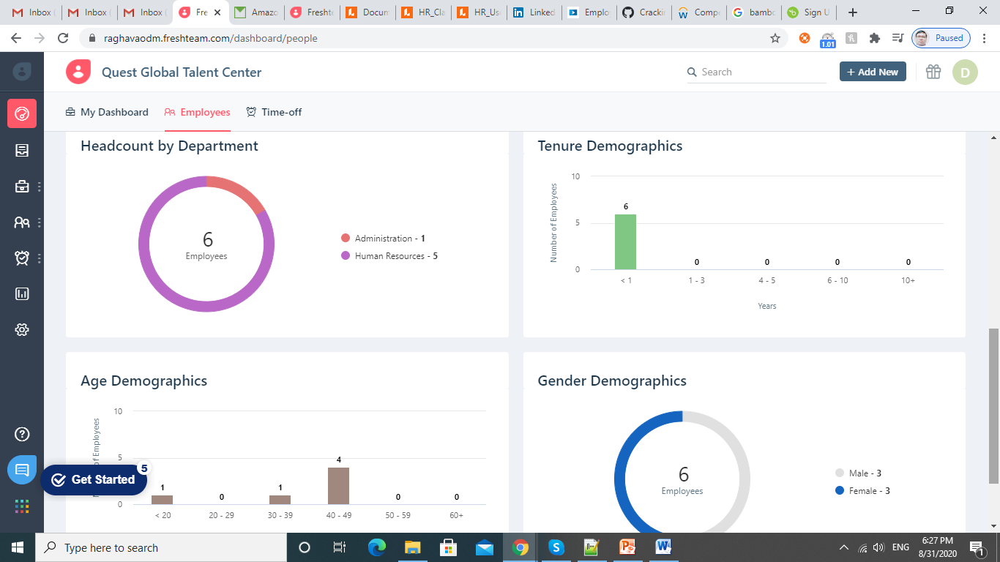 Inbox (
Inbox (
Inbox (
Fre
Amazo
Freshte
Docum
HR_Cla
HR_Use
Linked
Emplo
Cracki
Compe
bambo
Sign U
raghavaodm.freshteam.com/dashboard/people
1.01
Paused
Quest Global Talent Center
Search
+ Add New
D
My Dashboard
Employees
Time-off
Headcount by Department
6
Employees
Administration - 1
Human Resources - 5
Tenure Demographics
Number of Employees
10
5
0
6
0
0
0
0
< 1
1 - 3
4 - 5
6 - 10
10+
Years
Age Demographics
of Employees
10
5
0
1
0
1
4
0
0
< 20
20 - 29
30 - 39
40 - 49
50 - 59
60+
Gender Demographics
6
Employees
Male - 3
Female - 3
Get Started
5
Type here to search
ENG
6:27 PM
8/31/2020
1